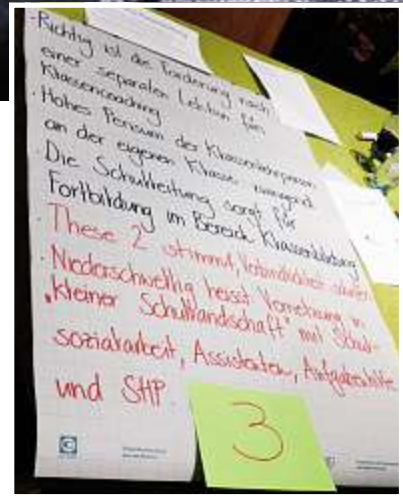 - Richtig ist die Forderung nach
einer separaten Lektion für
Klassencoaching
· Hohes Pensum der Klassenlehrperson
an der eigenen Klasse zwingend
· Die Schulleitung sorgt für
Fortbildung im Bereich Klassenbildung
· These 2 stimmt, Verbindlichkeit
· Niederschwellig heisst Vernetzung in
„Kleiner Schullandschaft" mit Schul-
sozialarbeit, Assistenten, Aufgabenhilfe
und SHP.
3